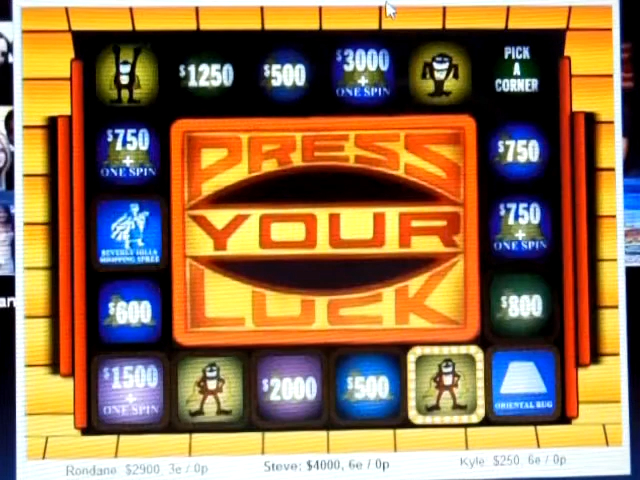 $1250
$500
$3000
+
ONE SPIN
PICK
A
CORNER
$750
+
ONE SPIN
PRESS
YOUR
LUCK
$750
BEVERLY HILLS
SHOPPING SPREE
$750
+
ONE SPIN
$600
$800
$1500
+
ONE SPIN
$2000
$500
ORIENTAL RUG
Rondane: $2900, 3e / 0p
Steve: $4000, 6e / 0p
Kyle: $250, 6e / 0p